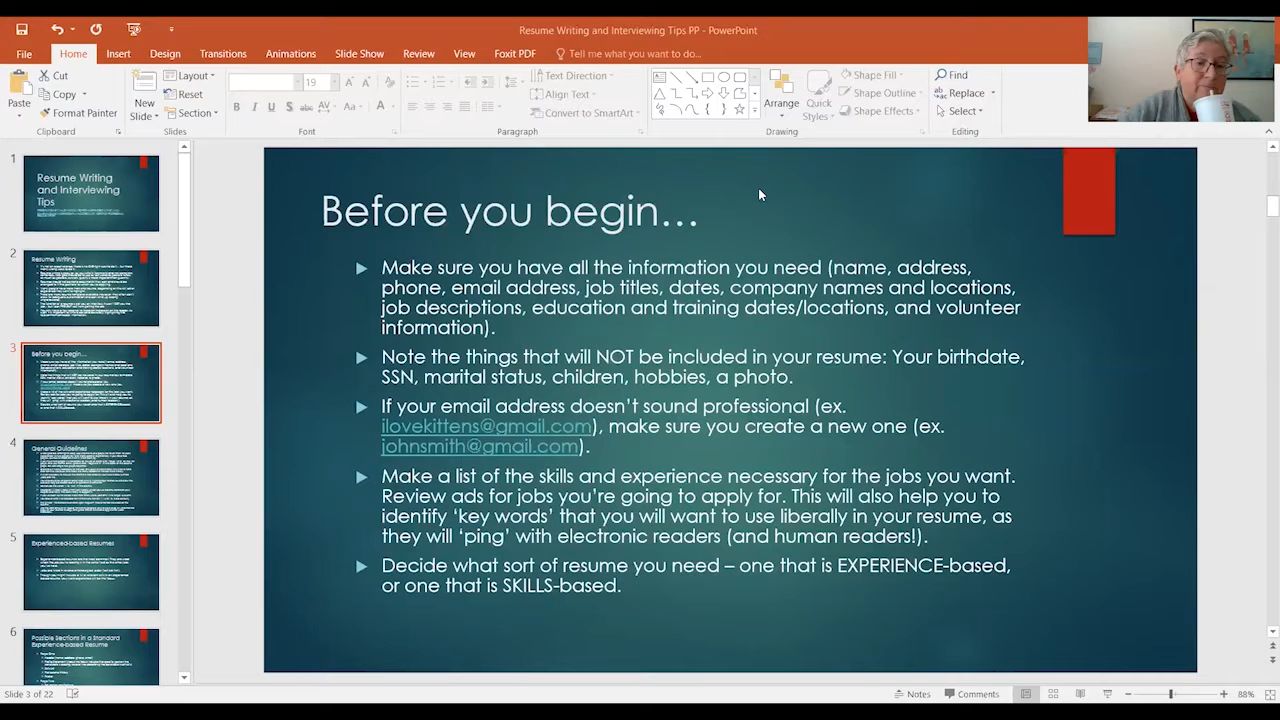 Resume Writing and Interviewing Tips PP - PowerPoint
File
Home
Insert
Design
Transitions
Animations
Slide Show
Review
View
Foxit PDF
Tell me what you want to do...
Paste
Cut
Copy
Format Painter
Clipboard
New
Slide
Layout
Reset
Section
Slides
19
Font
Text Direction
Align Text
Convert to SmartArt
Paragraph
Arrange
Quick
Styles
Shape Fill
Shape Outline
Shape Effects
Drawing
Find
Replace
Select
Editing
1
Resume Writing
and Interviewing
Tips
2
Resume Writing
3
Before you begin...
4
General Guidelines
5
Experienced-based Resumes
6
Possible Sections in a Standard
Experience-based Resume
Before you begin...
Make sure you have all the information you need (name, address,
phone, email address, job titles, dates, company names and locations,
job descriptions, education and training dates/locations, and volunteer
information).
Note the things that will NOT be included in your resume: Your birthdate,
SSN, marital status, children, hobbies, a photo.
If your email address doesn't sound professional (ex.
ilovekittens@gmail.com), make sure you create a new one (ex.
johnsmith@gmail.com).
Make a list of the skills and experience necessary for the jobs you want.
Review ads for jobs you're going to apply for. This will also help you to
identify 'key words' that you will want to use liberally in your resume, as
they will 'ping' with electronic readers (and human readers!).
Decide what sort of resume you need – one that is EXPERIENCE-based,
or one that is SKILLS-based.
Slide 3 of 22
Notes
Comments
88%